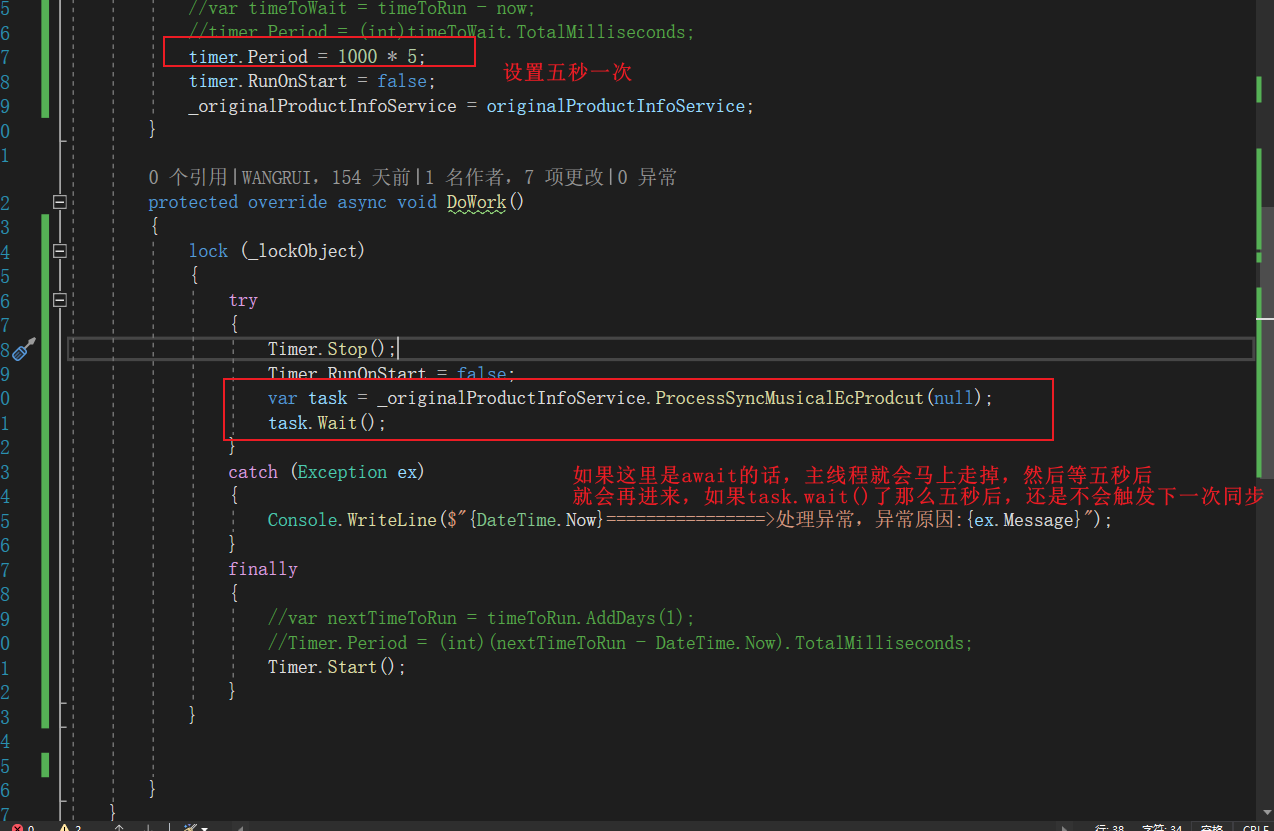 5 //var timeToWait = timeToRun - now;
6 //timer.Period = (int)timeToWait.TotalMilliseconds;
7 timer.Period = 1000 * 5;
设置五秒一次
8 timer.RunOnStart = false;
9 _originalProductInfoService = originalProductInfoService;
0 }
1
0 个引用|WANGRUI，154 天前|1 名作者，7 项更改|0 异常
2 protected override async void DoWork()
3 {
4 lock (_lockObject)
5 {
6 try
7 {
8 Timer.Stop();
9 Timer.RunOnStart = false;
0 var task = _originalProductInfoService.ProcessSyncMusicalEcProdcut(null);
1 task.Wait();
2 }
3 catch (Exception ex)
如果这里是await的话，主线程就会马上走掉，然后等五秒后
4 {
就会再进来，如果task.wait()了那么五秒后，还是不会触发下一次同步
5 Console.WriteLine($"{DateTime.Now}================>处理异常，异常原因:{ex.Message}");
6 }
7 finally
8 {
9 //var nextTimeToRun = timeToRun.AddDays(1);
0 //Timer.Period = (int)(nextTimeToRun - DateTime.Now).TotalMilliseconds;
1 Timer.Start();
2 }
3 }
4
5
6 }
7 }
0 2 行: 38 字符: 34 空格 CRLF